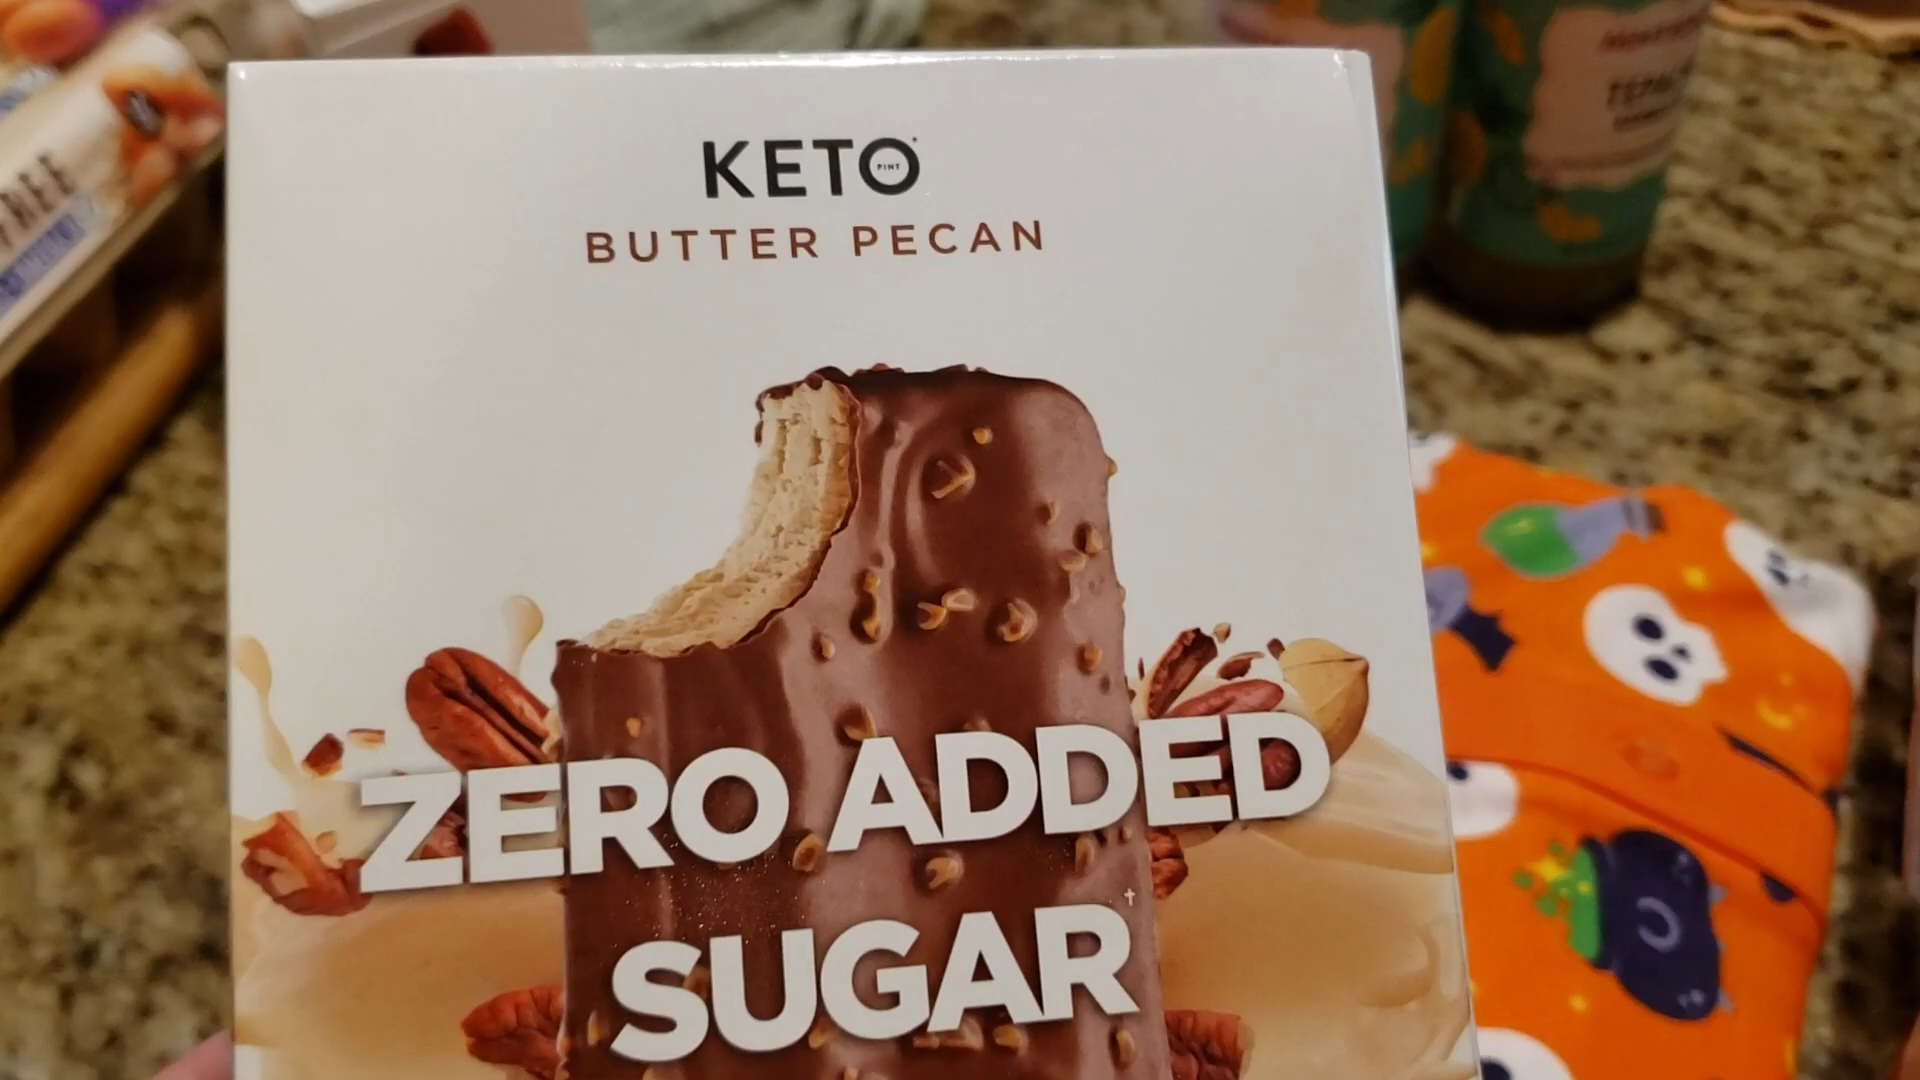 KETO
PINT
BUTTER PECAN
ZERO ADDED
SUGAR†